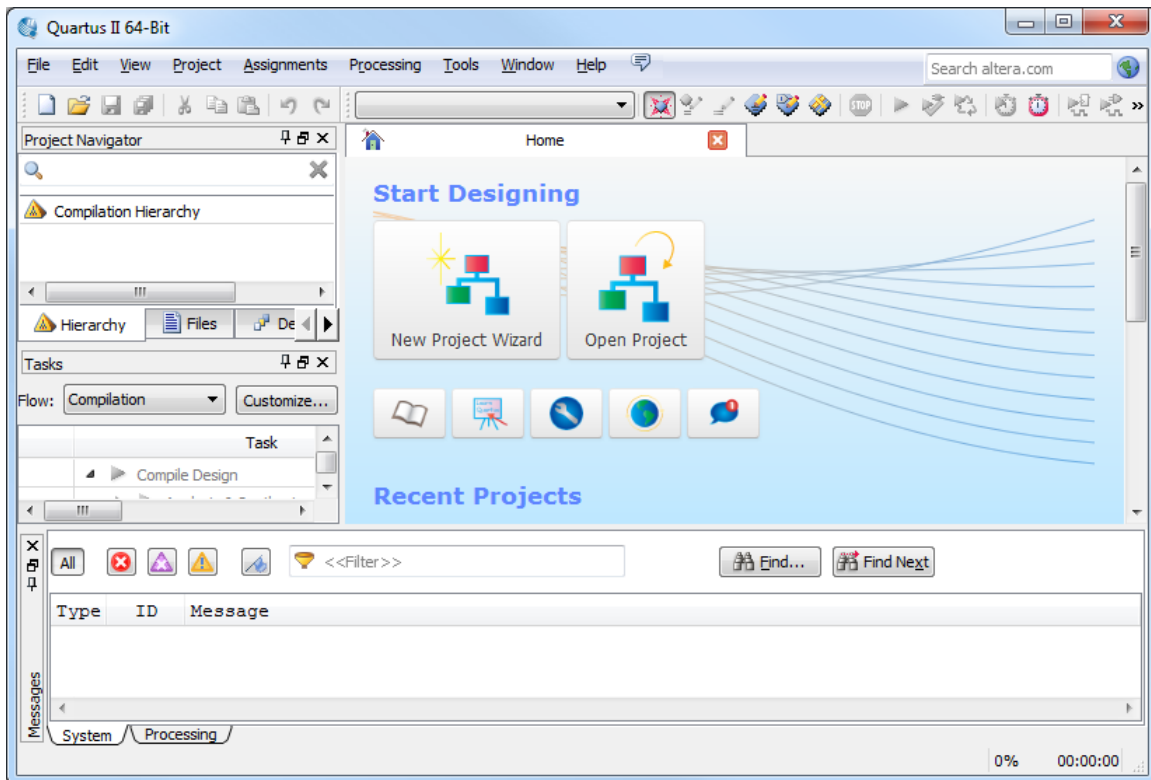 Quartus II 64-Bit
File Edit View Project Assignments Processing Tools Window Help
Search altera.com
STOP
Project Navigator
Home
Compilation Hierarchy
Hierarchy Files De
Start Designing
New Project Wizard Open Project
Tasks
Flow: Compilation Customize...
Task
Compile Design
Recent Projects
All <<Filter>> Find... Find Next
Type ID Message
Messages
System Processing
0% 00:00:00